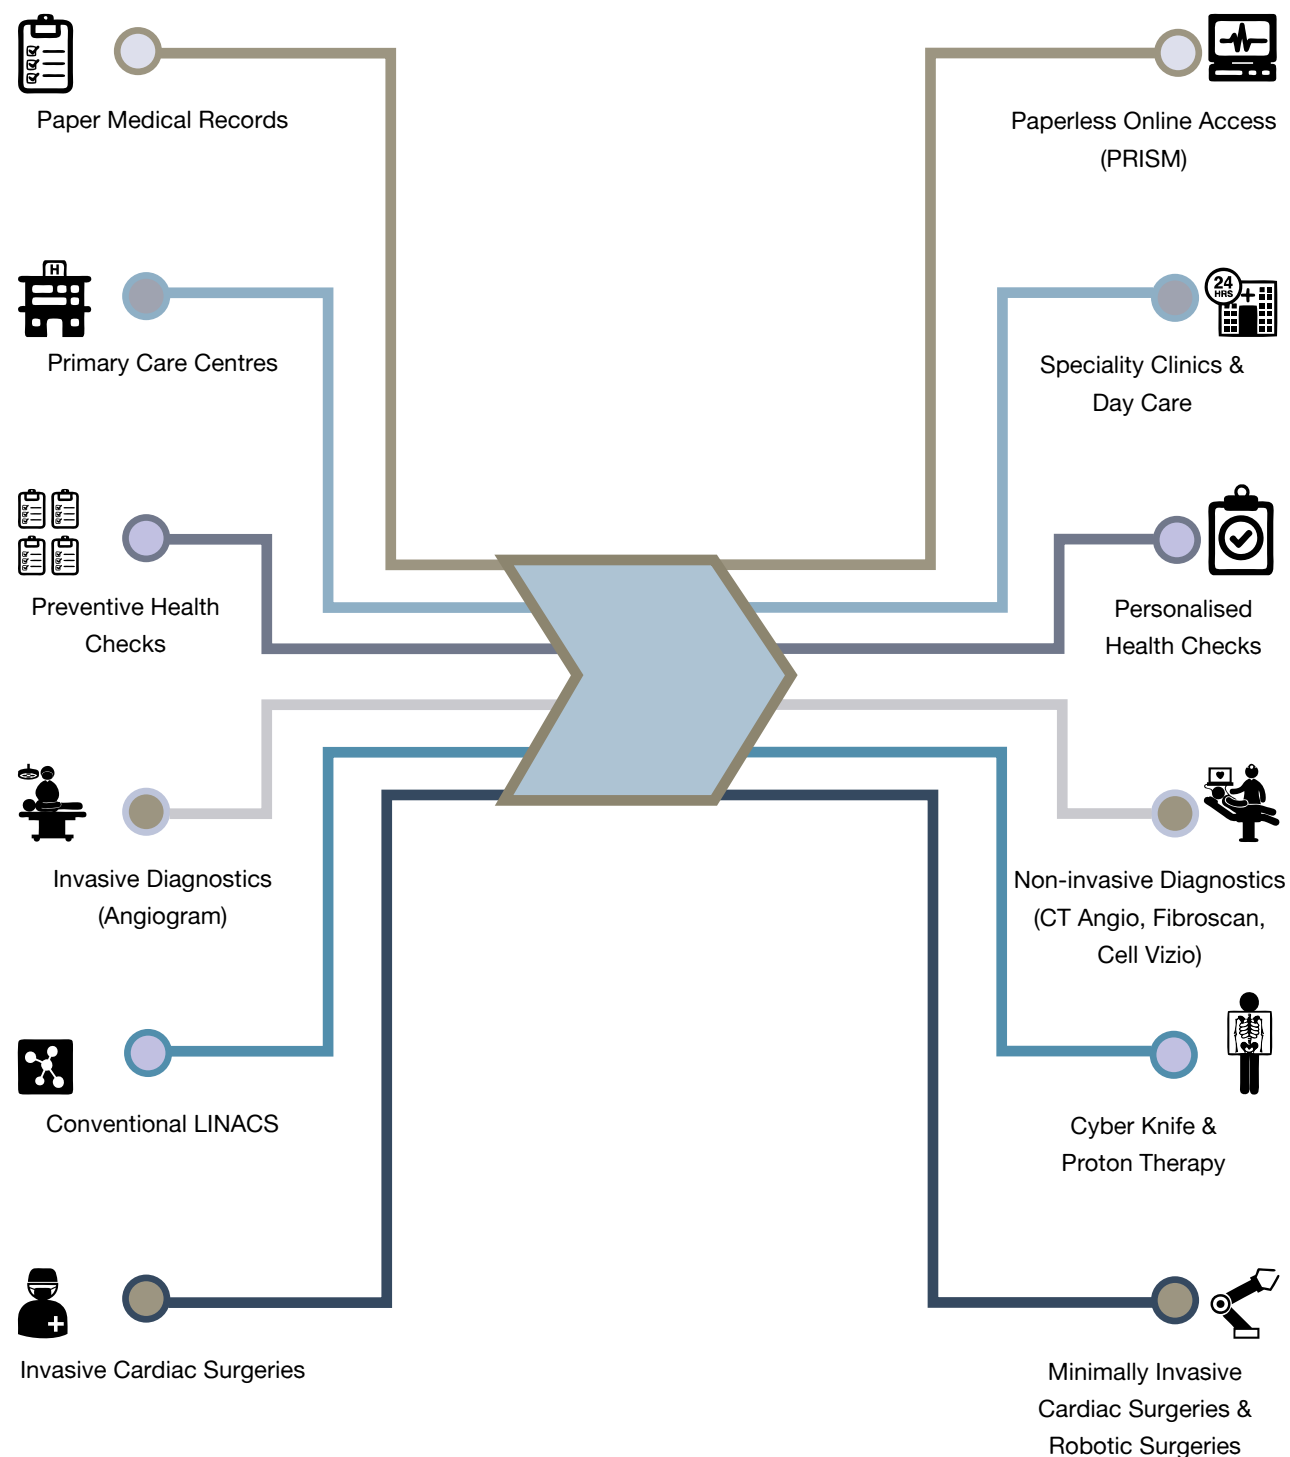 Paper Medical Records
Paperless Online Access
(PRISM)
H
Primary Care Centres
24
HRS
Speciality Clinics &
Day Care
Preventive Health
Checks
Personalised
Health Checks
Invasive Diagnostics
(Angiogram)
Non-invasive Diagnostics
(CT Angio, Fibroscan,
Cell Vizio)
Conventional LINACS
Cyber Knife &
Proton Therapy
Invasive Cardiac Surgeries
Minimally Invasive
Cardiac Surgeries &
Robotic Surgeries